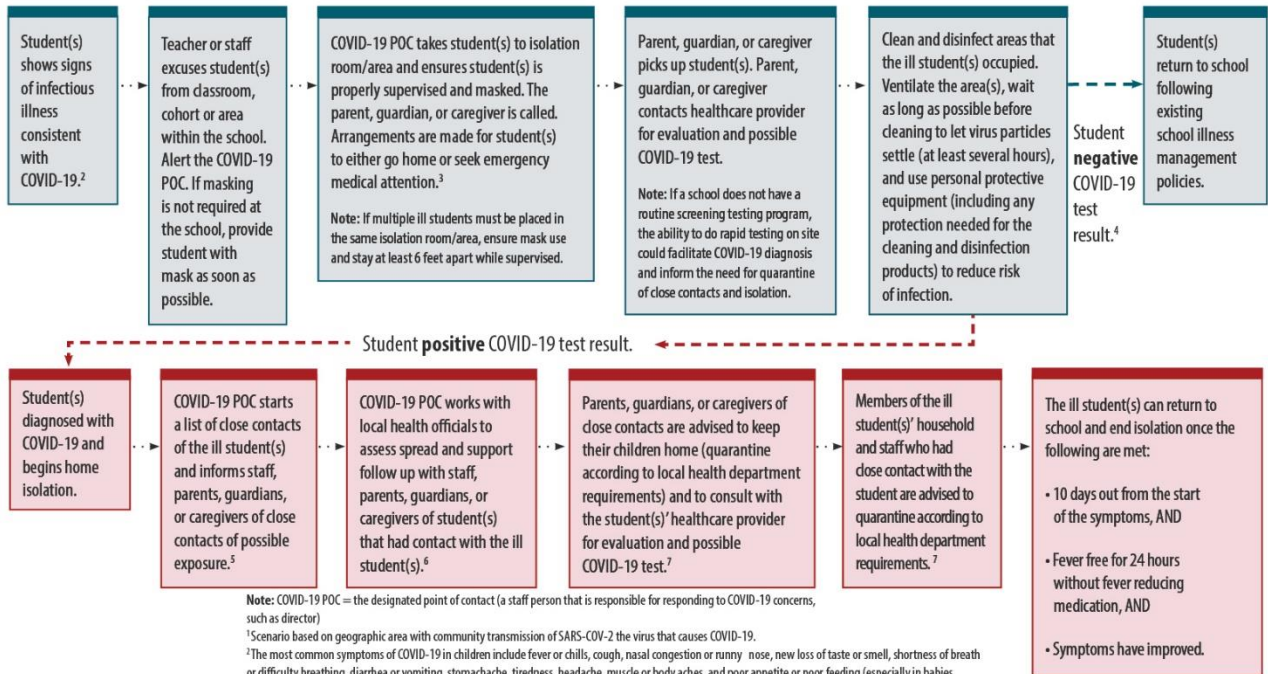 Student(s)
shows signs
of infectious
illness
consistent
with
COVID-19.²
Teacher or staff
excuses student(s)
from classroom,
cohort or area
within the school.
Alert the COVID-19
POC. If masking
is not required at
the school, provide
student with
mask as soon as
possible.
COVID-19 POC takes student(s) to isolation
room/area and ensures student(s) is
properly supervised and masked. The
parent, guardian, or caregiver is called.
Arrangements are made for student(s)
to either go home or seek emergency
medical attention.³
Note: If multiple ill students must be placed in
the same isolation room/area, ensure mask use
and stay at least 6 feet apart while supervised.
Parent, guardian, or caregiver
picks up student(s). Parent,
guardian, or caregiver
contacts healthcare provider
for evaluation and possible
COVID-19 test.
Note: If a school does not have a
routine screening testing program,
the ability to do rapid testing on site
could facilitate COVID-19 diagnosis
and inform the need for quarantine
of close contacts and isolation.
Clean and disinfect areas that
the ill student(s) occupied.
Ventilate the area(s), wait
as long as possible before
cleaning to let virus particles
settle (at least several hours),
and use personal protective
equipment (including any
protection needed for the
cleaning and disinfection
products) to reduce risk
of infection.
Student
negative
COVID-19
test
result.⁴
Student(s)
return to school
following
existing
school illness
management
policies.
Student positive COVID-19 test result.
Student(s)
diagnosed with
COVID-19 and
begins home
isolation.
COVID-19 POC starts
a list of close contacts
of the ill student(s)
and informs staff,
parents, guardians,
or caregivers of close
contacts of possible
exposure.⁵
COVID-19 POC works with
local health officials to
assess spread and support
follow up with staff,
parents, guardians, or
caregivers of student(s)
that had contact with the ill
student(s).⁶
Parents, guardians, or caregivers of
close contacts are advised to keep
their children home (quarantine
according to local health department
requirements) and to consult with
the student(s)' healthcare provider
for evaluation and possible
COVID-19 test.⁷
Members of the ill
student(s)' household
and staff who had
close contact with the
student are advised to
quarantine according to
local health department
requirements. ⁷
The ill student(s) can return to
school and end isolation once the
following are met:
• 10 days out from the start
of the symptoms, AND
• Fever free for 24 hours
without fever reducing
medication, AND
• Symptoms have improved.
Note: COVID-19 POC = the designated point of contact (a staff person that is responsible for responding to COVID-19 concerns,
such as director)
¹Scenario based on geographic area with community transmission of SARS-COV-2 the virus that causes COVID-19.
²The most common symptoms of COVID-19 in children include fever or chills, cough, nasal congestion or runny nose, new loss of taste or smell, shortness of breath
or difficulty breathing, diarrhea or vomiting, stomachache, tiredness, headache, muscle or body aches, and poor appetite or poor feeding (especially in babies